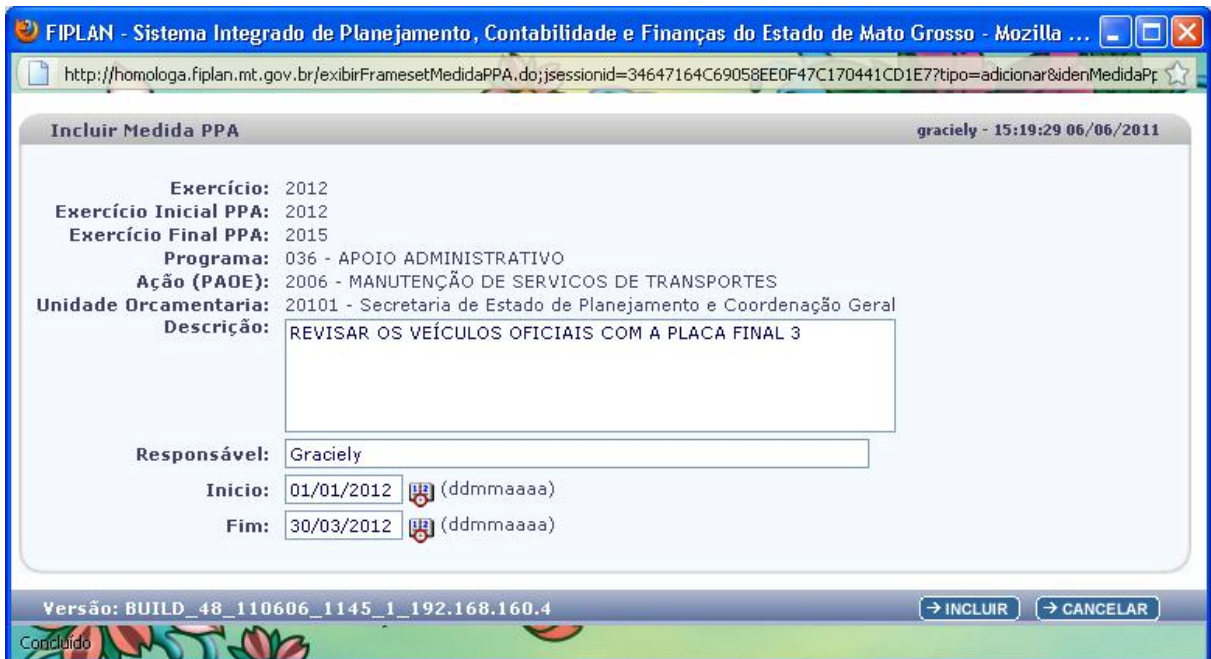 FIPLAN - Sistema Integrado de Planejamento, Contabilidade e Finanças do Estado de Mato Grosso - Mozilla ...
http://homologa.fiplan.mt.gov.br/exibirFramesetMedidaPPA.do;jsessionid=34647164C69058EE0F47C170441CD1E7?tipo=adicionar&idenMedidaPp
Incluir Medida PPA graciely - 15:19:29 06/06/2011
Exercício: 2012
Exercício Inicial PPA: 2012
Exercício Final PPA: 2015
Programa: 036 - APOIO ADMINISTRATIVO
Ação (PAOE): 2006 - MANUTENÇÃO DE SERVICOS DE TRANSPORTES
Unidade Orcamentaria: 20101 - Secretaria de Estado de Planejamento e Coordenação Geral
Descrição: REVISAR OS VEÍCULOS OFICIAIS COM A PLACA FINAL 3
Responsável: Graciely
Inicio: 01/01/2012 (ddmmaaaa)
Fim: 30/03/2012 (ddmmaaaa)
Versão: BUILD_48_110606_1145_1_192.168.160.4 INCLUIR CANCELAR
Concluído